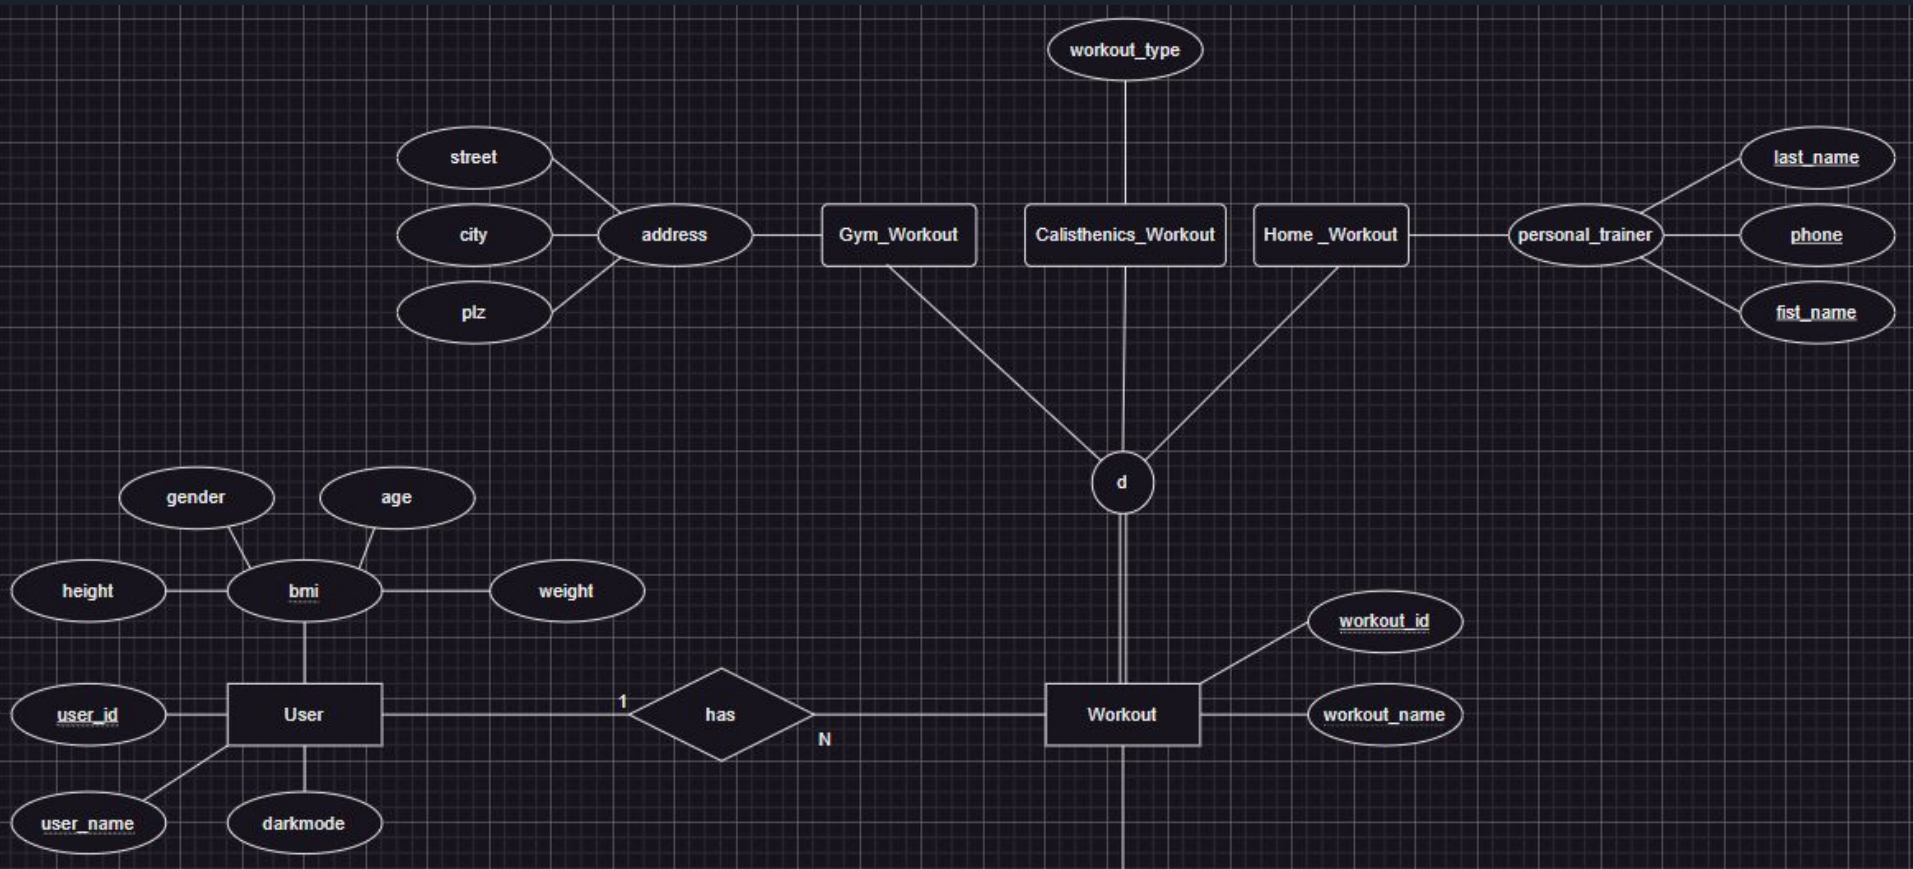 workout_type
street
last_name
city
address
Gym_Workout
Calisthenics_Workout
Home _Workout
personal_trainer
phone
plz
fist_name
d
gender
age
height
bmi
weight
workout_id
user_id
User
1
has
N
Workout
workout_name
user_name
darkmode